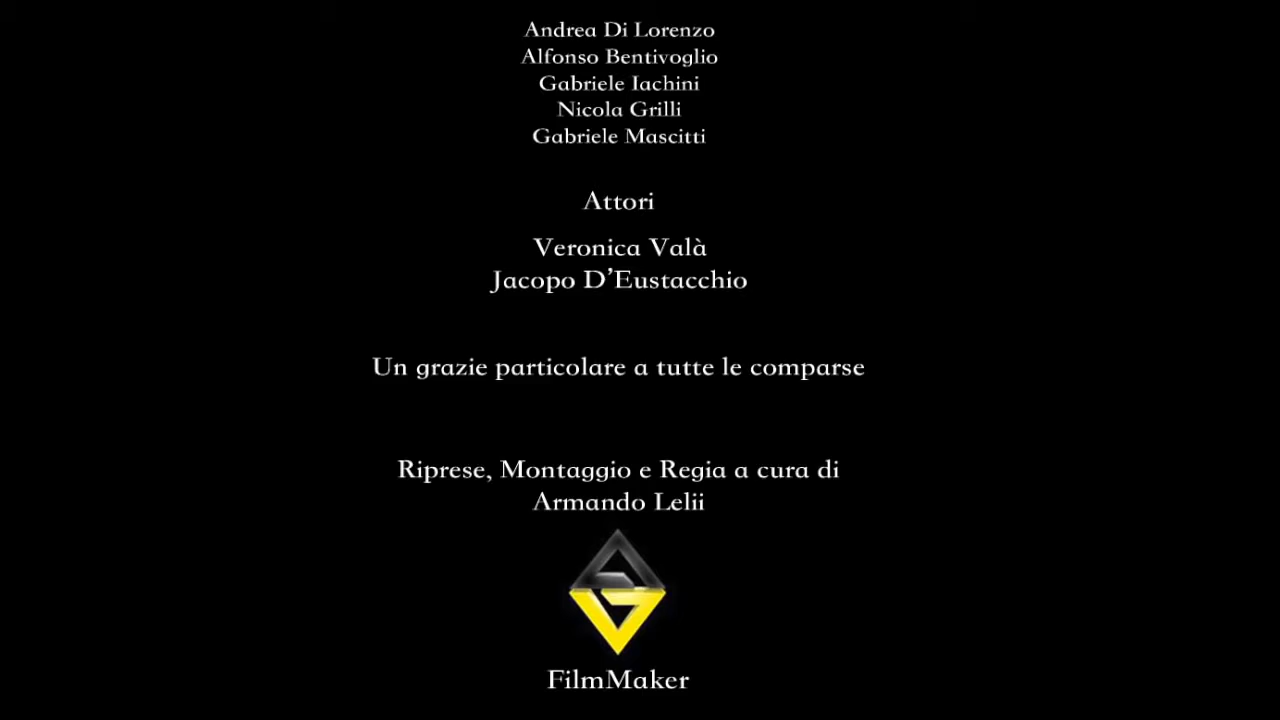 Andrea Di Lorenzo
Alfonso Bentivoglio
Gabriele Iachini
Nicola Grilli
Gabriele Mascitti
Attori
Veronica Valà
Jacopo D’Eustacchio
Un grazie particolare a tutte le comparse
Riprese, Montaggio e Regia a cura di
Armando Lelii
FilmMaker